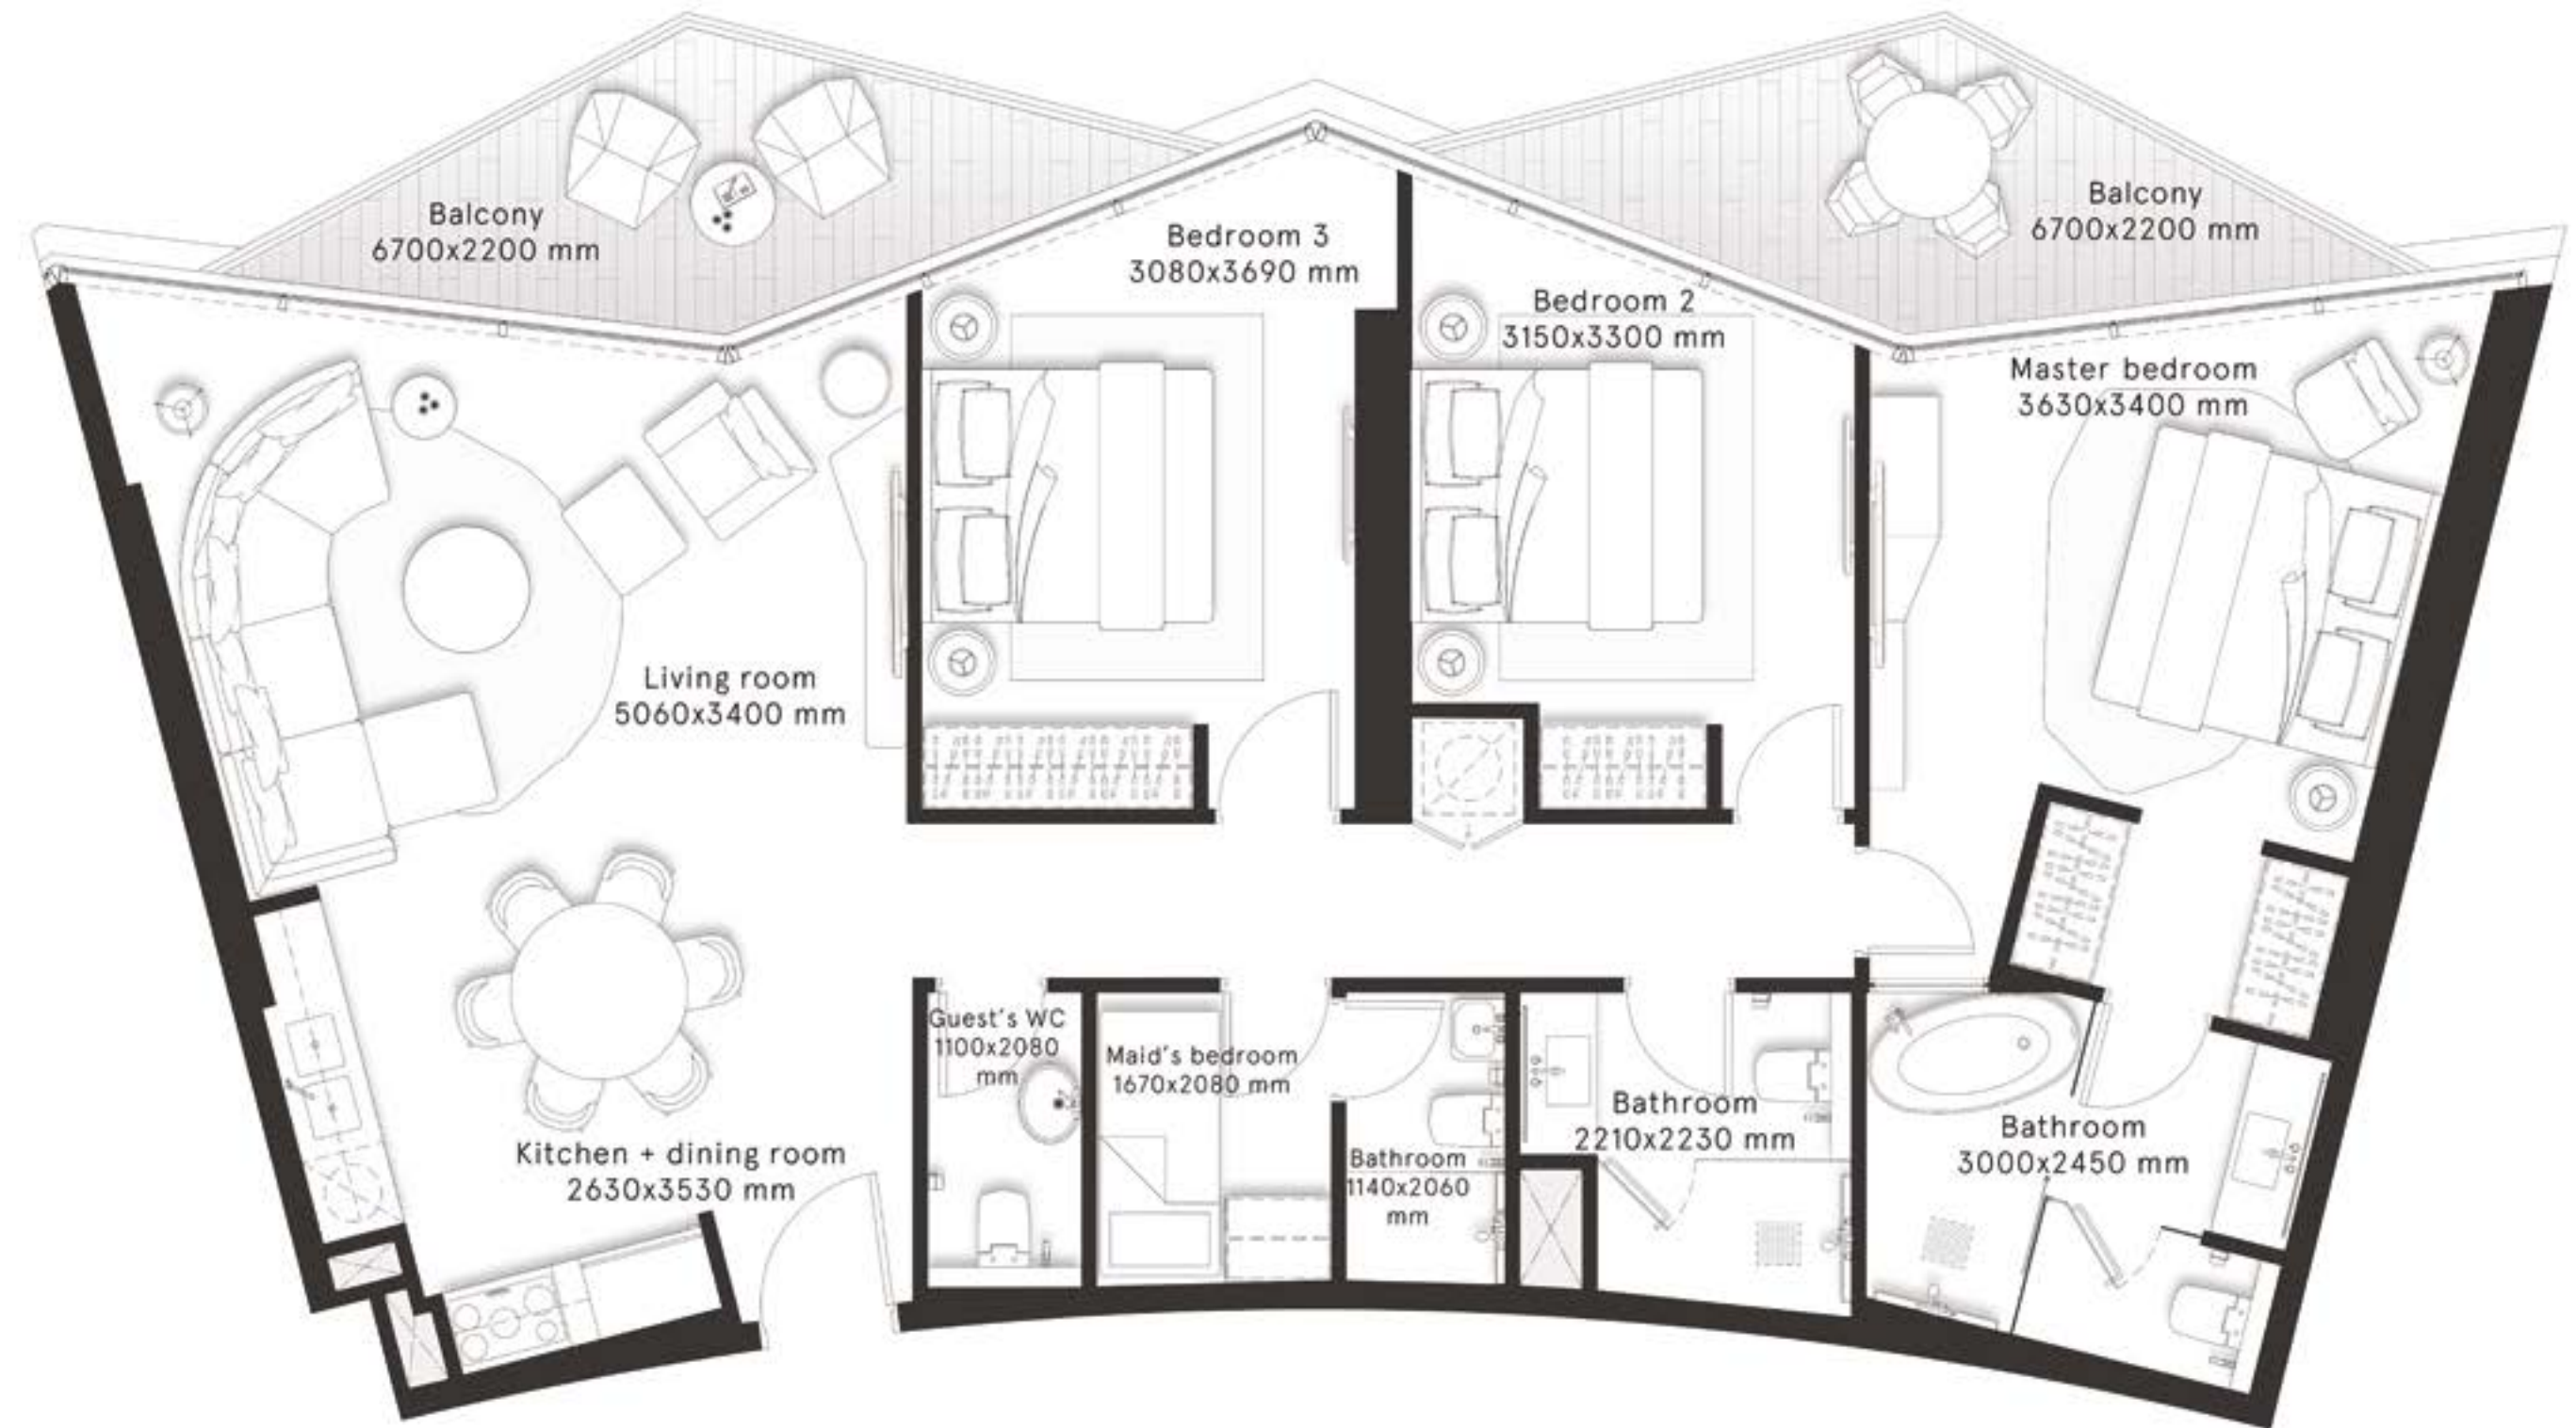 Balcony
6700x2200 mm
Balcony
6700x2200 mm
Bedroom 3
3080x3690 mm
Bedroom 2
3150x3300 mm
Master bedroom
3630x3400 mm
Living room
5060x3400 mm
Guest's WC
1100x2080
mm
Maid's bedroom
1670x2080 mm
Bathroom
2210x2230 mm
Bathroom
3000x2450 mm
Kitchen + dining room
2630x3530 mm
Bathroom
1140x2060
mm